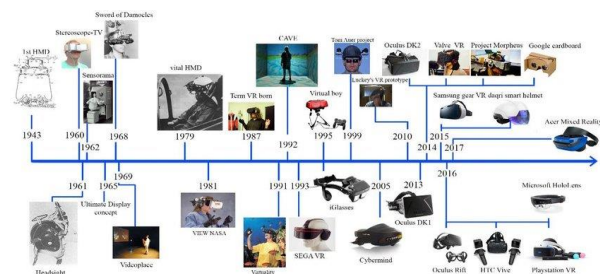 Sword of Damocles
Stereoscope-TV
1st HMD
Sensorama
vital HMD
Term VR born
CAVE
Tom Aner project
Virtual boy
Luckey's VR prototype
Oculus DK2
Valve VR
Project Morpheus
Google cardboard
Samsung gear VR daqri smart helmet
Acer Mixed Reality
1943
1960
1962
1968
1979
1987
1992
1995
1999
2010
2014
2015
2017
1961
1965
1969
1981
1991
1993
2005
2013
2016
Headsight
Ultimate Display
concept
Videoplace
VIEW NASA
Virtuality
SEGA VR
iGlasses
Cybermind
Oculus DK1
Microsoft HoloLens
Oculus Rift
HTC Vive
Playstation VR